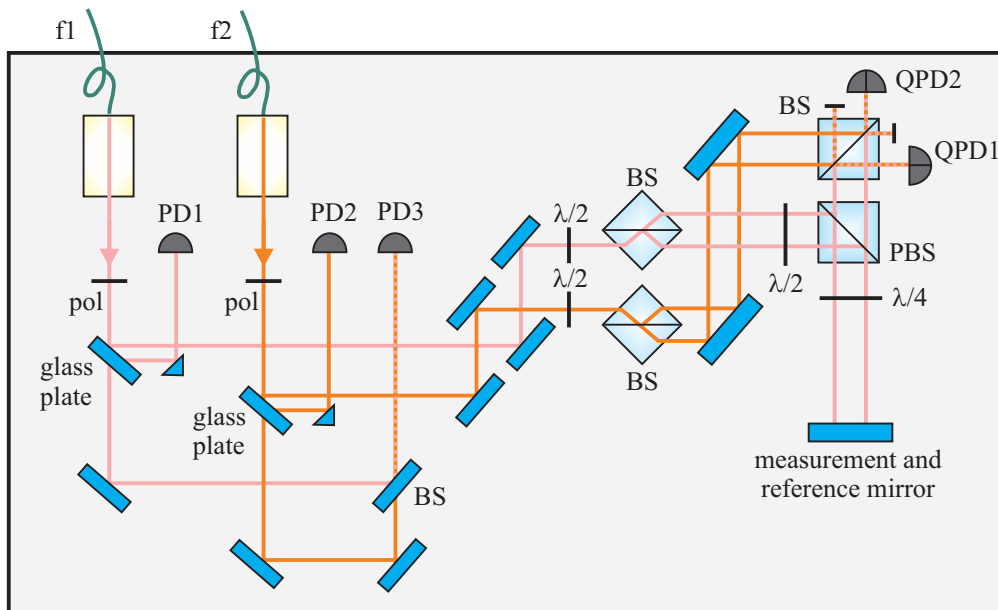 f1
f2
QPD2
BS
QPD1
BS
PD1
PD2
PD3
λ/2
PBS
λ/2
λ/2
λ/4
pol
pol
BS
glass
plate
glass
plate
BS
measurement and
reference mirror